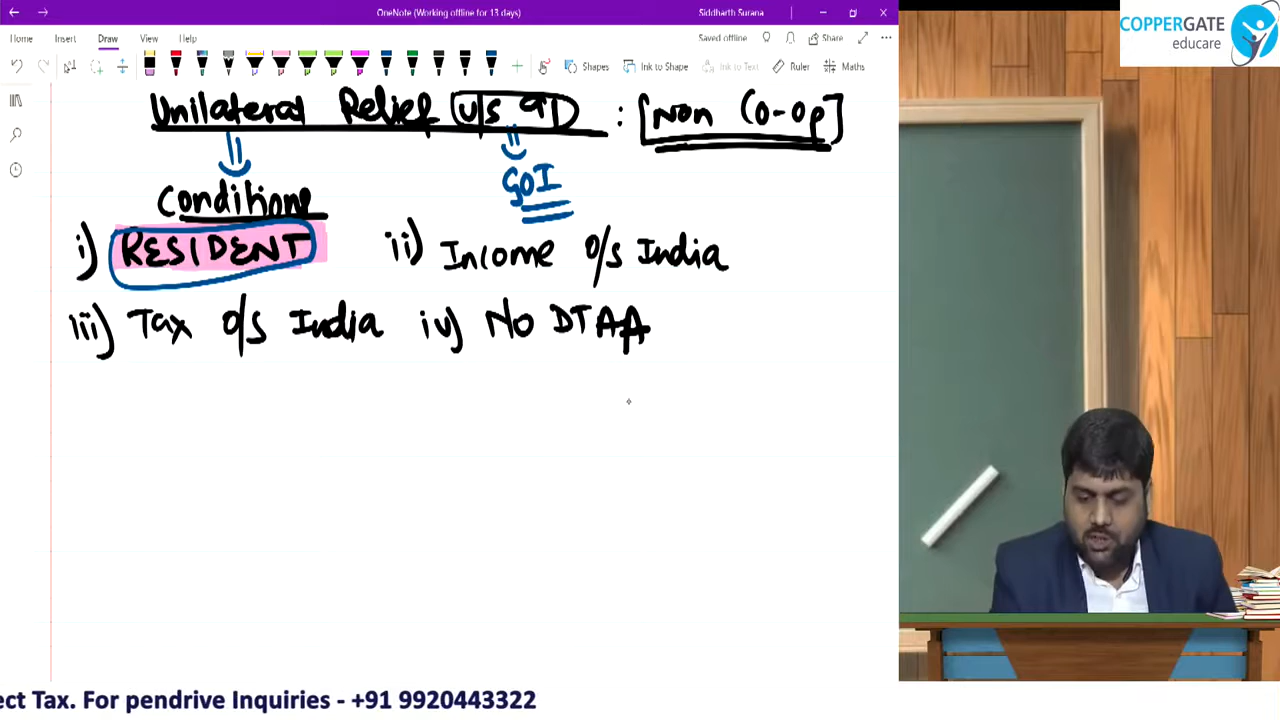 OneNote (Working offline for 13 days)
Siddharth Surana
Home Insert Draw View Help
Saved offline
Share
Shapes
Ink to Shape
Ink to Text
Ruler
Maths
COPPERGATE
educare
Unilateral Relief u/s 91 : [Non Co-op]
GOI
Conditions
i) RESIDENT ii) Income o/s India
iii) Tax o/s India iv) No DTAA
ect Tax. For pendrive Inquiries - +91 9920443322